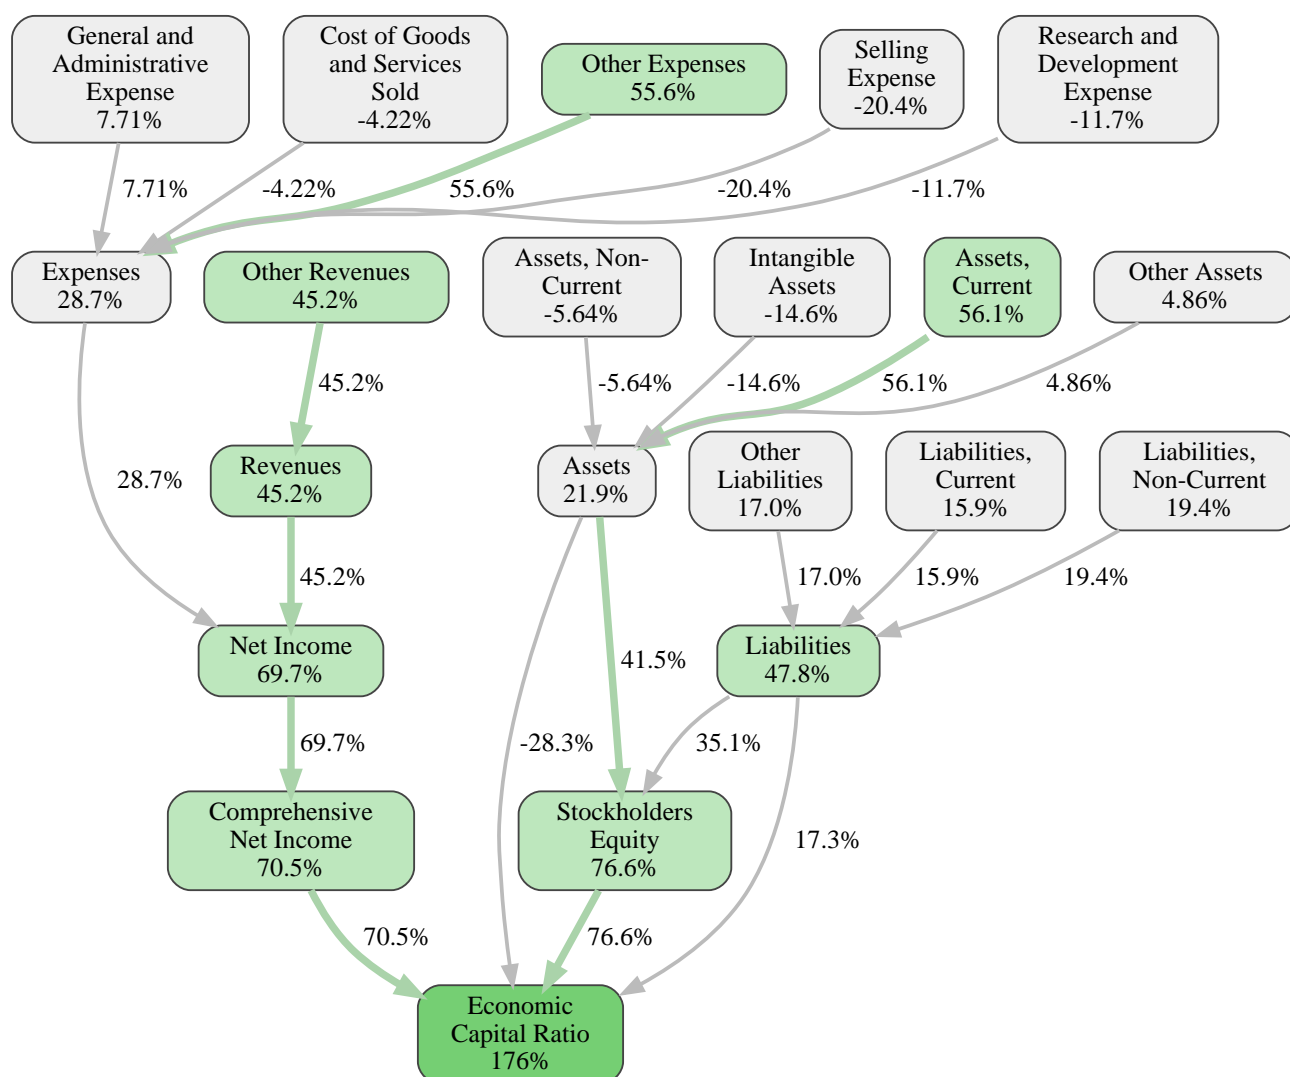 General and
Administrative
Expense
7.71%
Cost of Goods
and Services
Sold
-4.22%
Other Expenses
55.6%
Selling
Expense
-20.4%
Research and
Development
Expense
-11.7%
7.71%
-4.22%
55.6%
-20.4%
-11.7%
Expenses
28.7%
Other Revenues
45.2%
Assets, Non-
Current
-5.64%
Intangible
Assets
-14.6%
Assets,
Current
56.1%
Other Assets
4.86%
45.2%
-5.64%
-14.6%
56.1%
4.86%
28.7%
Revenues
45.2%
Assets
21.9%
Other
Liabilities
17.0%
Liabilities,
Current
15.9%
Liabilities,
Non-Current
19.4%
45.2%
17.0%
15.9%
19.4%
Net Income
69.7%
41.5%
Liabilities
47.8%
69.7%
-28.3%
35.1%
Comprehensive
Net Income
70.5%
Stockholders
Equity
76.6%
17.3%
70.5%
76.6%
Economic
Capital Ratio
176%